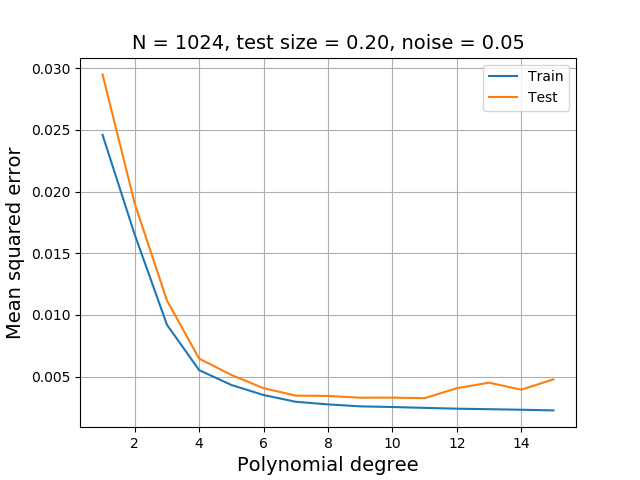 N = 1024, test size = 0.20, noise = 0.05
Train
Test
Mean squared error
0.030
0.025
0.020
0.015
0.010
0.005
2 4 6 8 10 12 14
Polynomial degree